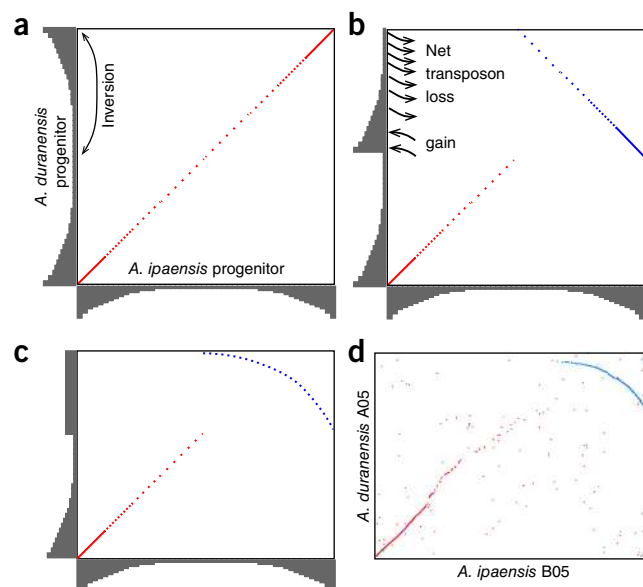 a
Inversion
A. duranensis
progenitor
A. ipaensis progenitor
b
Net
transposon
loss
gain
c
d
A. duranensis A05
A. ipaensis B05